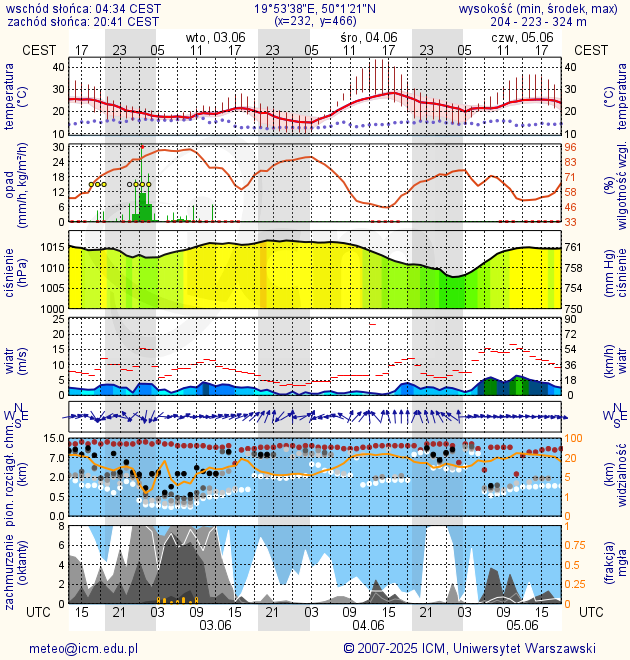 wschód słońca: 04:34 CEST 19°53'38"E, 50°1'21"N wysokość (min, środek, max)
zachód słońca: 20:41 CEST (x=232, y=466) 204 - 223 - 324 m
wto, 03.06 śro, 04.06 czw, 05.06
CEST 17 23 05 11 17 23 05 11 17 23 05 11 17 CEST
temperatura
(°C)
40
30
20
10
40
30
20
10
(°C)
temperatura
opad
(mm/h, kg/m²/h)
30
24
18
12
6
0
96
83
71
58
46
33
(%)
wilgotność wzgl.
ciśnienie
(hPa)
1015
1010
1005
1000
761
758
754
750
(mm Hg)
ciśnienie
wiatr
(m/s)
25
20
15
10
5
0
90
72
54
36
18
0
(km/h)
wiatr
N
W E
S
N
W E
S
pion. rozciągł. chm.
(km)
15.0
7.0
2.0
0.5
0.0
100
20
5
1
0
(km)
widzialność
zachmurzenie
(oktanty)
8
6
4
2
0
1
0.75
0.5
0.25
0
(frakcja)
mgła
UTC 15 21 03 09 15 21 03 09 15 21 03 09 15 UTC
03.06 04.06 05.06
meteo@icm.edu.pl © 2007-2025 ICM, Uniwersytet Warszawski